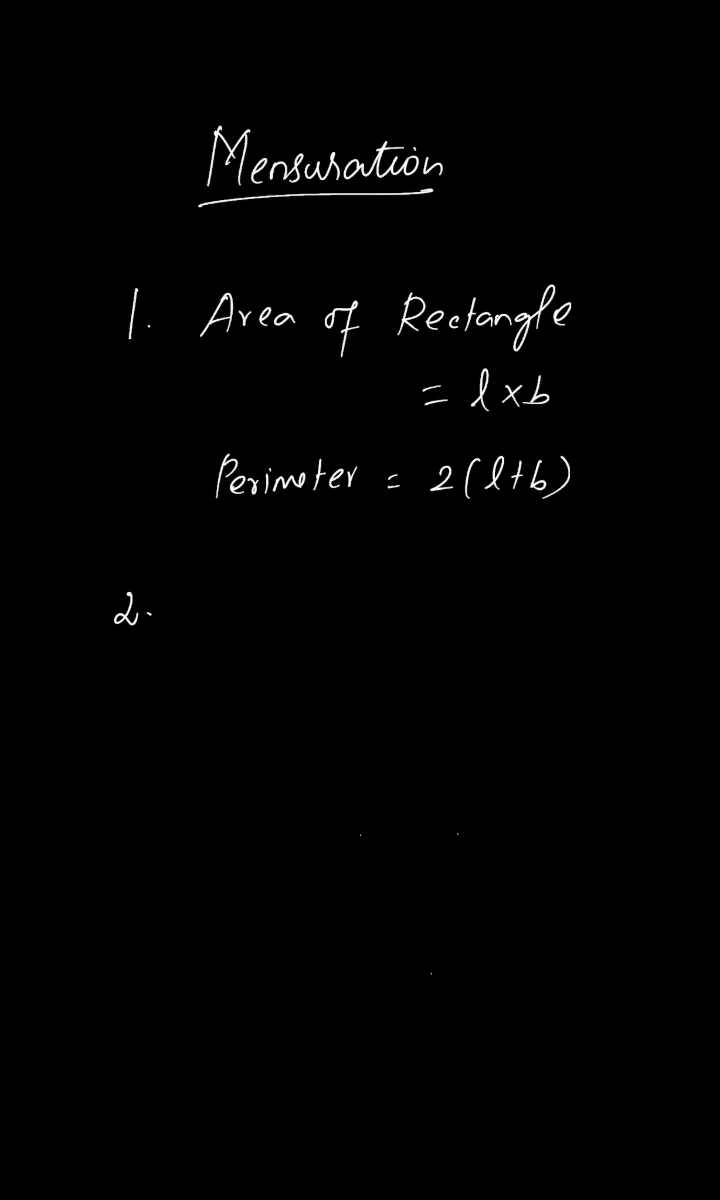 Mensuration
1. Area of Rectangle
= l×b
Perimeter = 2(l+b)
2.